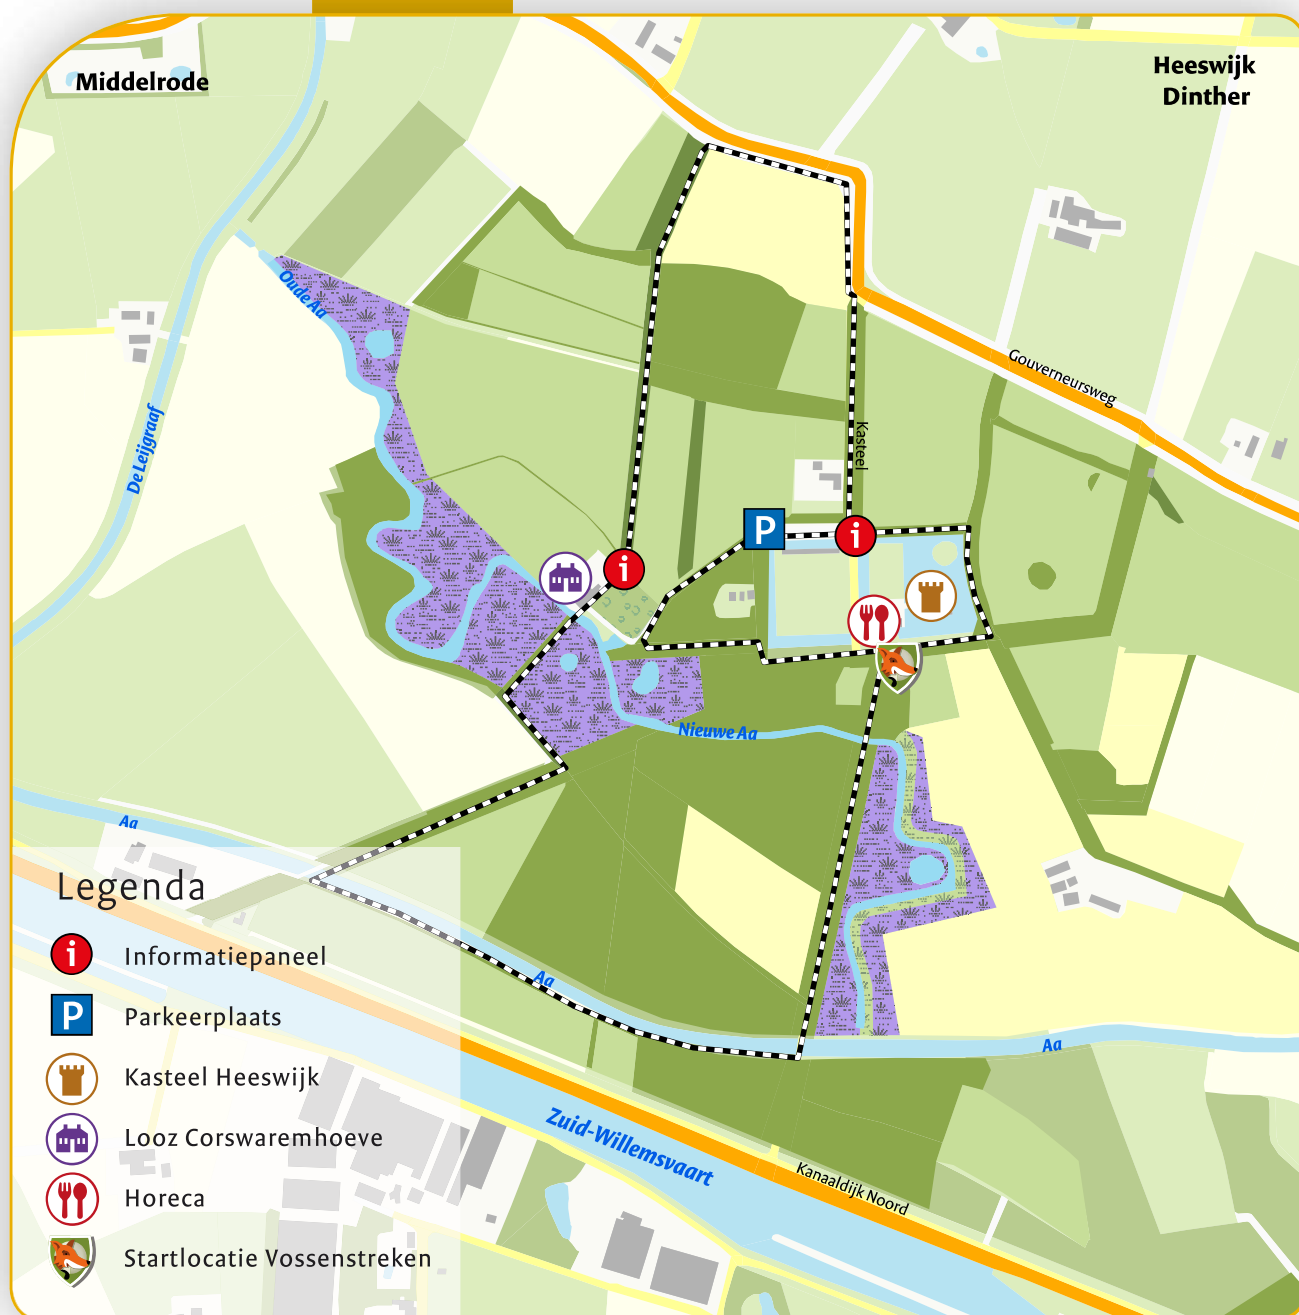 Middelrode
Heeswijk
Dinther
Oude Aa
Gouverneursweg
De Leijgraaf
Kasteel
P
i
i
Nieuwe Aa
Aa
Aa
Aa
Zuid-Willemsvaart
Kanaaldijk Noord
Legenda
i Informatiepaneel
P Parkeerplaats
Kasteel Heeswijk
Looz Corswaremhoeve
Horeca
Startlocatie Vossenstreken